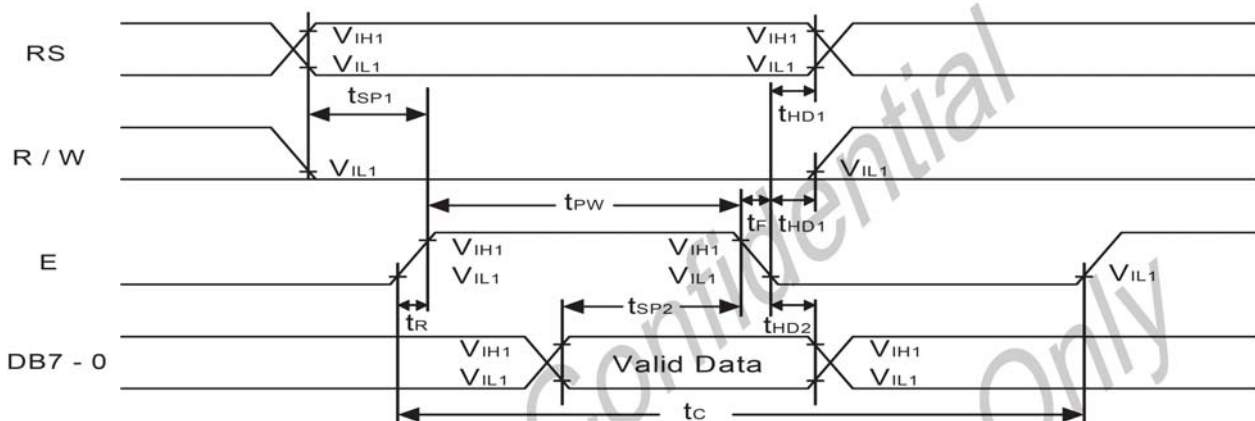 RS
VIH1
VIL1
VIH1
VIL1
tSP1
tHD1
R / W
VIL1
VIL1
tPW
tF
tHD1
E
VIH1
VIL1
VIH1
VIL1
VIL1
tR
tSP2
tHD2
DB7 - 0
VIH1
VIL1
Valid Data
VIH1
VIL1
tC
Confidential
Only